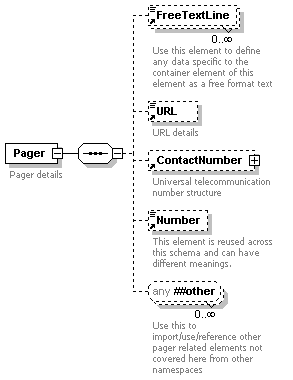 FreeTextLine
0..∞
Use this element to define
any data specific to the
container element of this
element as a free format text
URL
URL details
Pager
Pager details
ContactNumber
Universal telecommunication
number structure
Number
This element is reused across
this schema and can have
different meanings.
any ##other
0..∞
Use this to
import/use/reference other
pager related elements not
covered here from other
namespaces